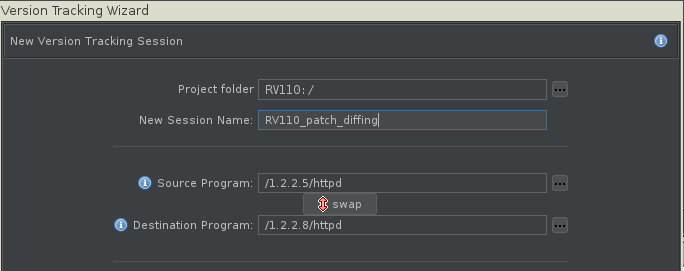 Version Tracking Wizard
New Version Tracking Session
Project folder RV110:/ ...
New Session Name: RV110_patch_diffing
Source Program: /1.2.2.5/httpd ...
swap
Destination Program: /1.2.2.8/httpd ...